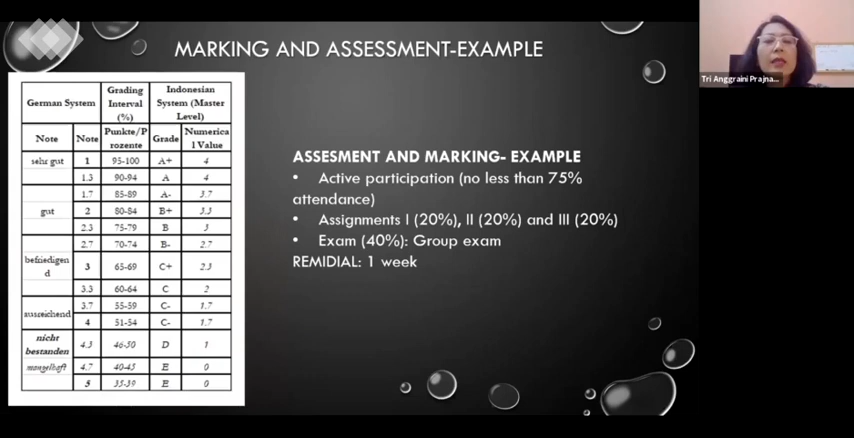 MARKING AND ASSESSMENT-EXAMPLE
Tri Anggraini Prajna...
German System
Grading
Interval
(%)
Indonesian
System (Master
Level)
Note Note Punkte/P
rozente Grade Numerica
l Value
sehr gut 1 95-100 A+ 4
1.3 90-94 A 4
1.7 85-89 A- 3.7
gut 2 80-84 B+ 3.3
2.3 75-79 B 3
2.7 70-74 B- 2.7
befriedigen
d 3 65-69 C+ 2.3
3.3 60-64 C 2
3.7 55-59 C- 1.7
ausreichend
4 51-54 C- 1.7
nicht
bestanden 4.3 46-50 D 1
mangelhaft 4.7 40-45 E 0
5 35-39 E 0
ASSESMENT AND MARKING- EXAMPLE
• Active participation (no less than 75%
attendance)
• Assignments I (20%), II (20%) and III (20%)
• Exam (40%): Group exam
REMIDIAL: 1 week